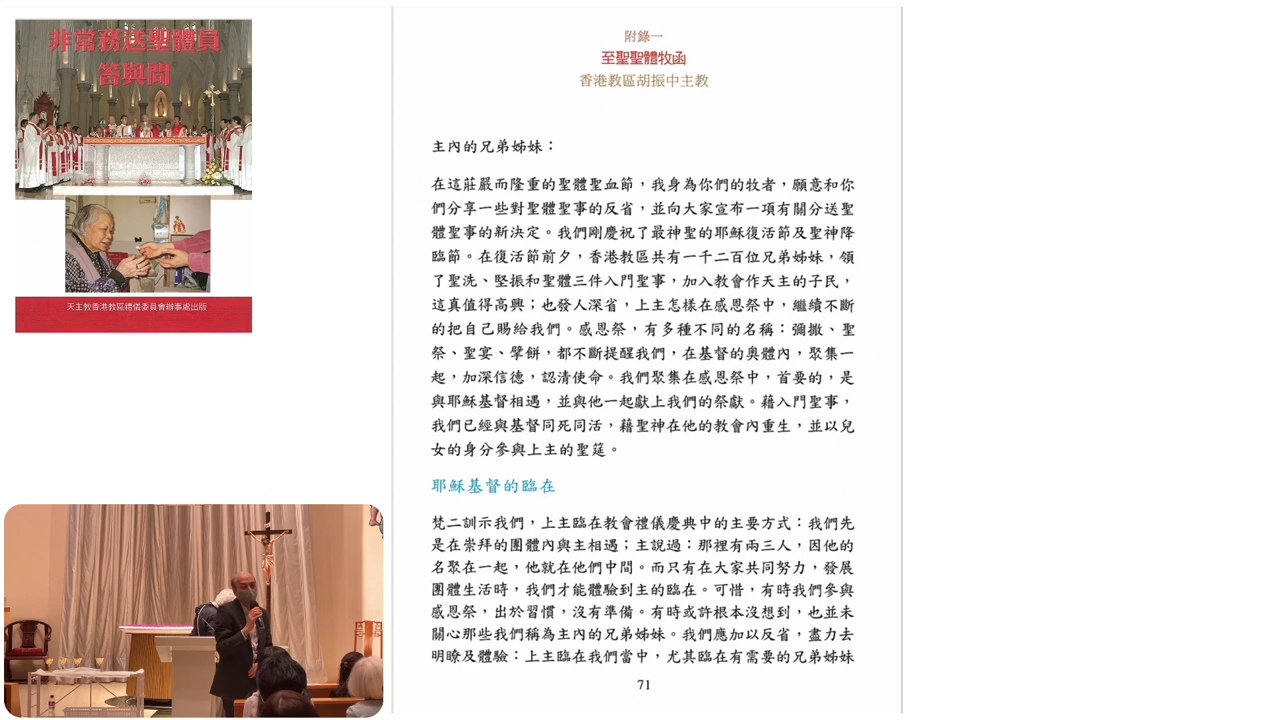 非常務送聖體員
答與問
天主教香港教區禮儀委員會辦事處出版
附錄一
至聖聖體牧函
香港教區胡振中主教
主內的兄弟姊妹：
在這莊嚴而隆重的聖體聖血節，我身為你們的牧者，願意和你
們分享一些對聖體聖事的反省，並向大家宣布一項有關分送聖
體聖事的新決定。我們剛慶祝了最神聖的耶穌復活節及聖神降
臨節。在復活節前夕，香港教區共有一千二百位兄弟姊妹，領
了聖洗、堅振和聖體三件入門聖事，加入教會作天主的子民，
這真值得高興；也發人深省，上主怎樣在感恩祭中，繼續不斷
的把自己賜給我們。感恩祭，有多種不同的名稱：彌撒、聖
祭、聖宴、擘餅，都不斷提醒我們，在基督的奧體內，聚集一
起，加深信德，認清使命。我們聚集在感恩祭中，首要的，是
與耶穌基督相遇，並與他一起獻上我們的祭獻。藉入門聖事，
我們已經與基督同死同活，藉聖神在他的教會內重生，並以兒
女的身分參與上主的聖筵。
耶穌基督的臨在
梵二訓示我們，上主臨在教會禮儀慶典中的主要方式：我們先
是在崇拜的團體內與主相遇；主說過：那裡有兩三人，因他的
名聚在一起，他就在他們中間。而只有在大家共同努力，發展
團體生活時，我們才能體驗到主的臨在。可惜，有時我們參與
感恩祭，出於習慣，沒有準備。有時或許根本沒想到，也並未
關心那些我們稱為主內的兄弟姊妹。我們應加以反省，盡力去
明瞭及體驗：上主臨在我們當中，尤其臨在有需要的兄弟姊妹
71